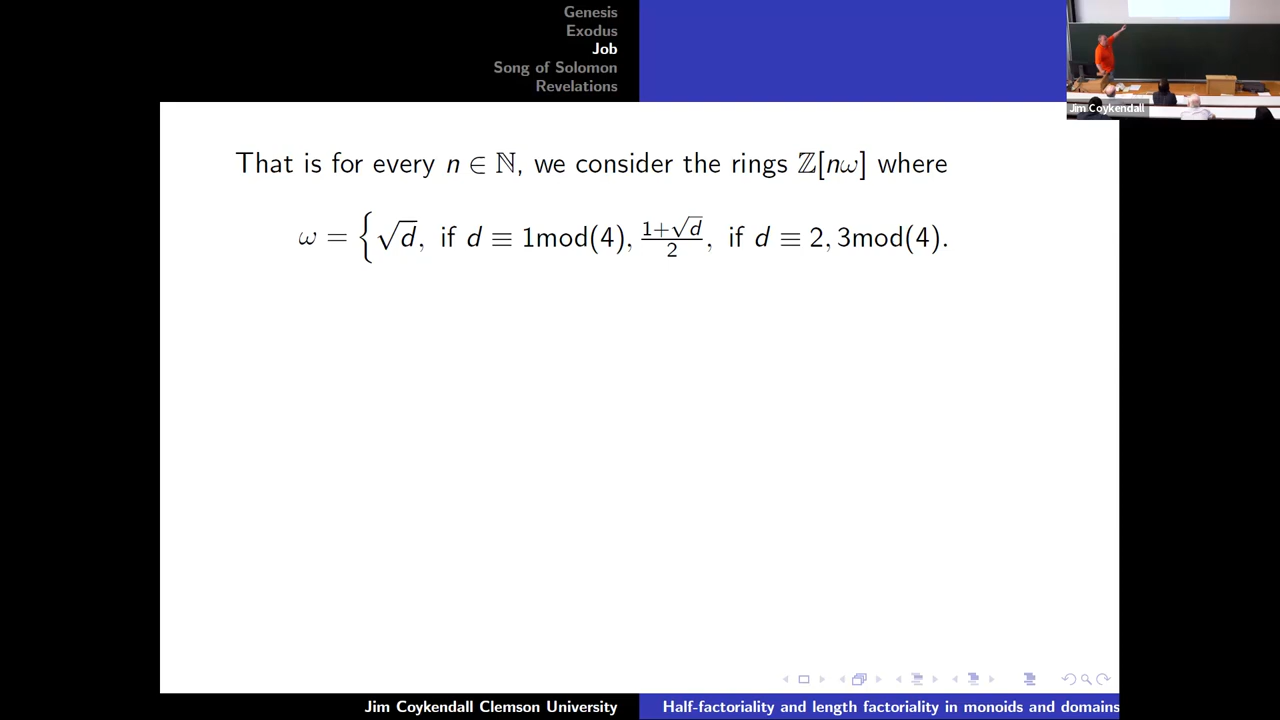 Genesis
Exodus
Job
Song of Solomon
Revelations
Jim Coykendall
That is for every n ∈ ℕ, we consider the rings ℤ[nω] where
ω = { √d, if d ≡ 1mod(4), (1+√d)/2, if d ≡ 2, 3mod(4).
Jim Coykendall Clemson University
Half-factoriality and length factoriality in monoids and domains